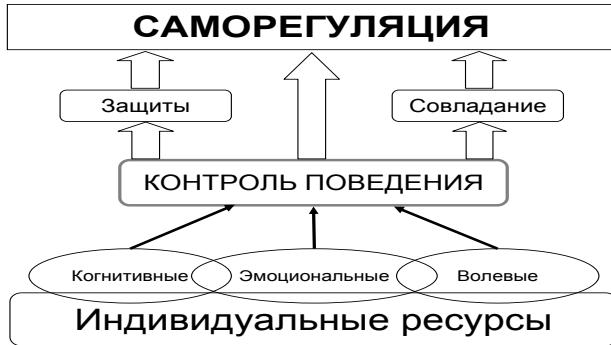 САМОРЕГУЛЯЦИЯ
Защиты
Совладание
КОНТРОЛЬ ПОВЕДЕНИЯ
Когнитивные
Эмоциональные
Волевые
Индивидуальные ресурсы